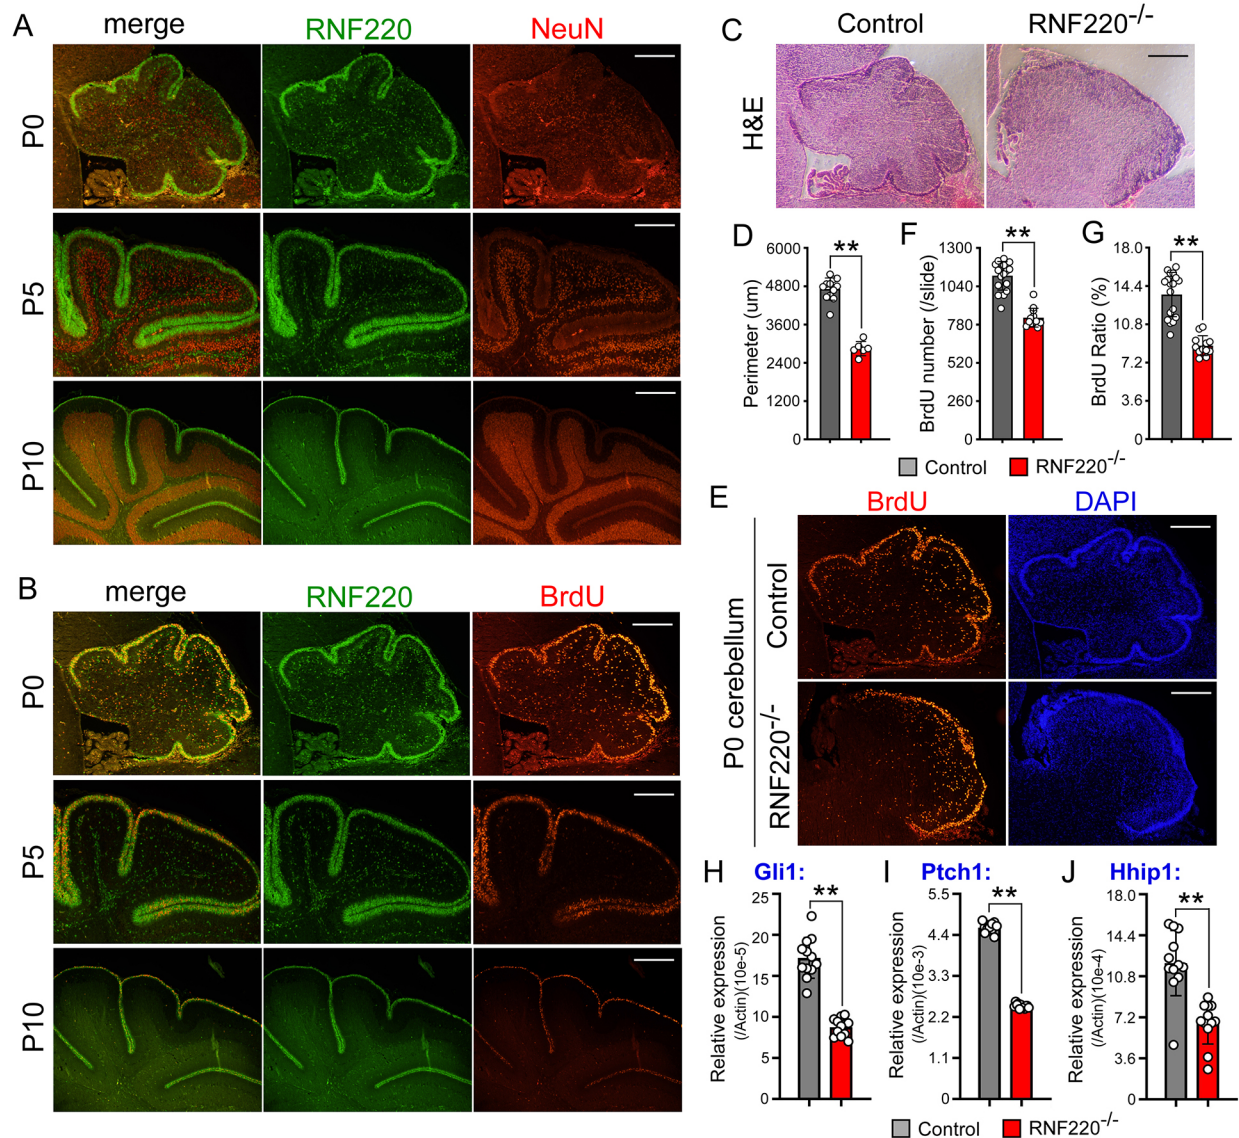 A
merge
RNF220
NeuN
P0
P5
P10
B
merge
RNF220
BrdU
P0
P5
P10
C
Control
RNF220-/-
H&E
D
6000
4800
3600
2400
1200
0
Perimeter (um)
**
F
1300
1040
780
520
260
0
BrdU number (/slide)
**
G
18.0
14.4
10.8
7.2
3.6
0
BrdU Ratio (%)
**
Control
RNF220-/-
E
BrdU
DAPI
P0 cerebellum
Control
RNF220-/-
H
Gli1:
25
20
15
10
5
0
Relative expression
(/Actin)(10e-5)
**
I
Ptch1:
5.5
4.4
3.3
2.2
1.1
0
Relative expression
(/Actin)(10e-3)
**
J
Hhip1:
18.0
14.4
10.8
7.2
3.6
0
Relative expression
(/Actin)(10e-4)
**
Control
RNF220-/-